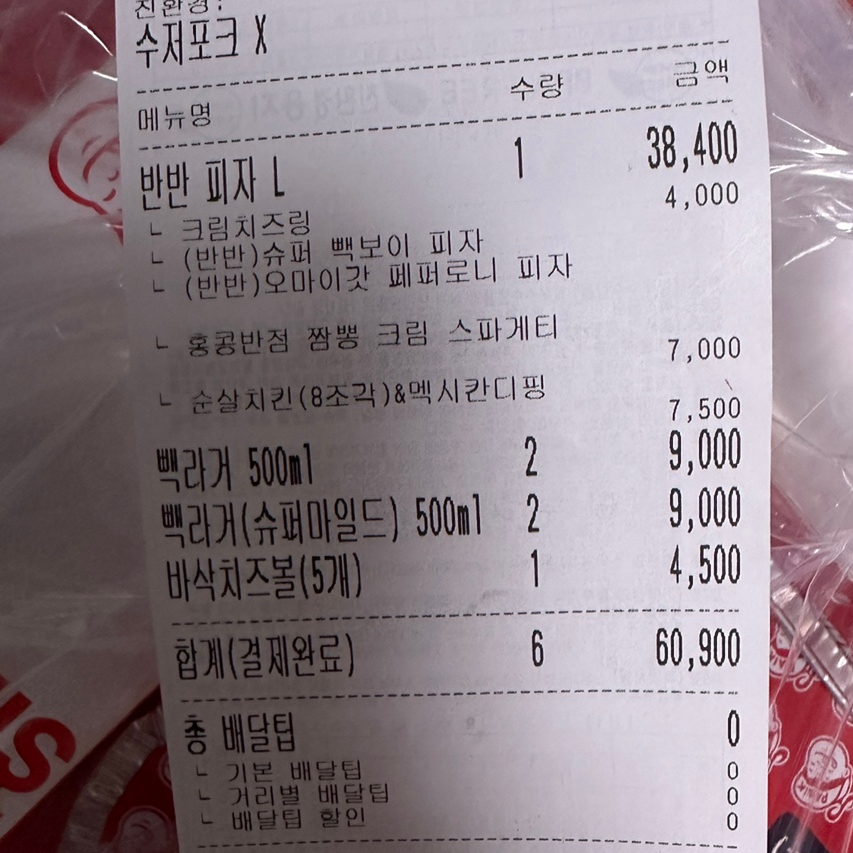 친환경:
수저포크 X
메뉴명 수량 금액
반반 피자 L 1 38,400
ㄴ 크림치즈링 4,000
ㄴ (반반)슈퍼 빽보이 피자
ㄴ (반반)오마이갓 페퍼로니 피자
ㄴ 홍콩반점 짬뽕 크림 스파게티 7,000
ㄴ 순살치킨(8조각)&멕시칸디핑 7,500
빽라거 500ml 2 9,000
빽라거(슈퍼마일드) 500ml 2 9,000
바삭치즈볼(5개) 1 4,500
합계(결제완료) 6 60,900
총 배달팁 0
ㄴ 기본 배달팁 0
ㄴ 거리별 배달팁 0
ㄴ 배달팁 할인 0